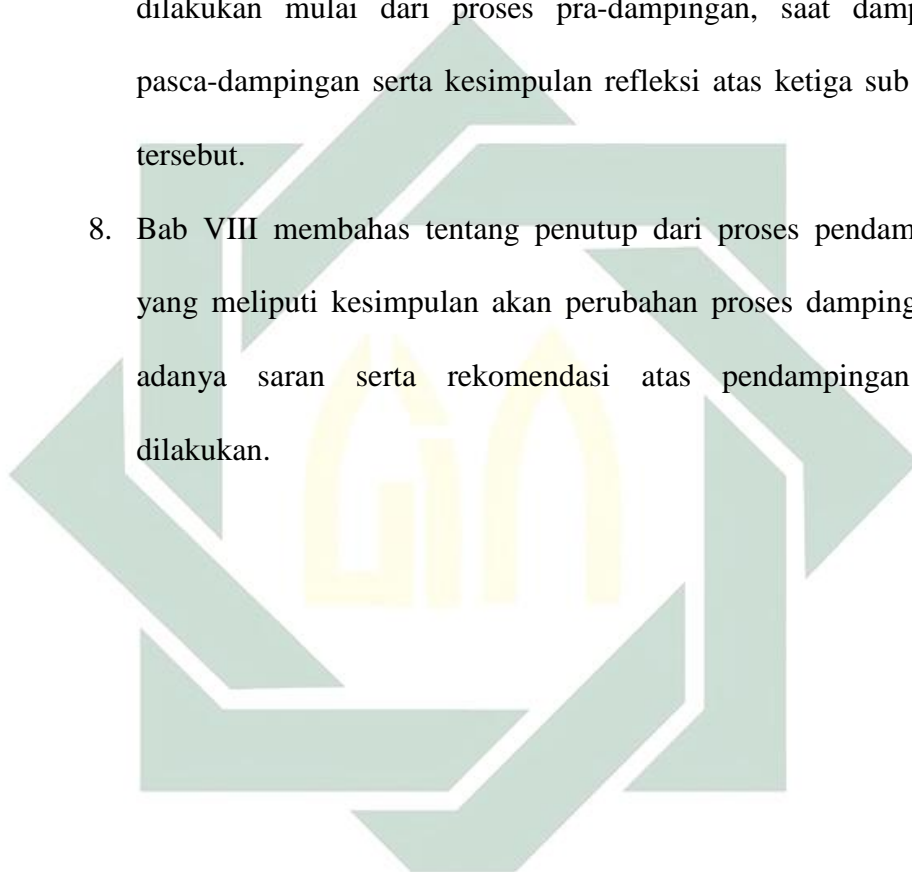 dilakukan mulai dari proses pra-dampingan, saat damp
pasca-dampingan serta kesimpulan refleksi atas ketiga sub
tersebut.
8. Bab VIII membahas tentang penutup dari proses pendam
yang meliputi kesimpulan akan perubahan proses damping
adanya saran serta rekomendasi atas pendampingan
dilakukan.